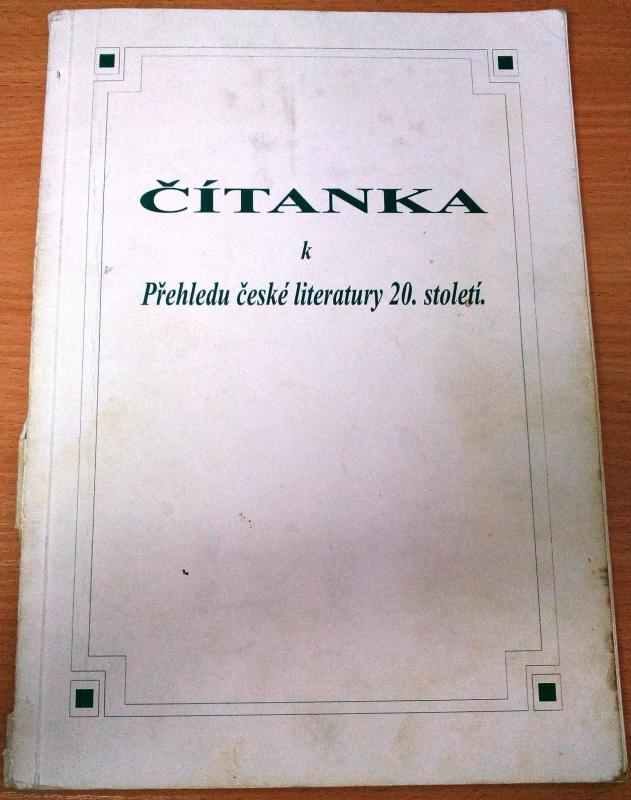 ČÍTANKA
k
Přehledu české literatury 20. století.